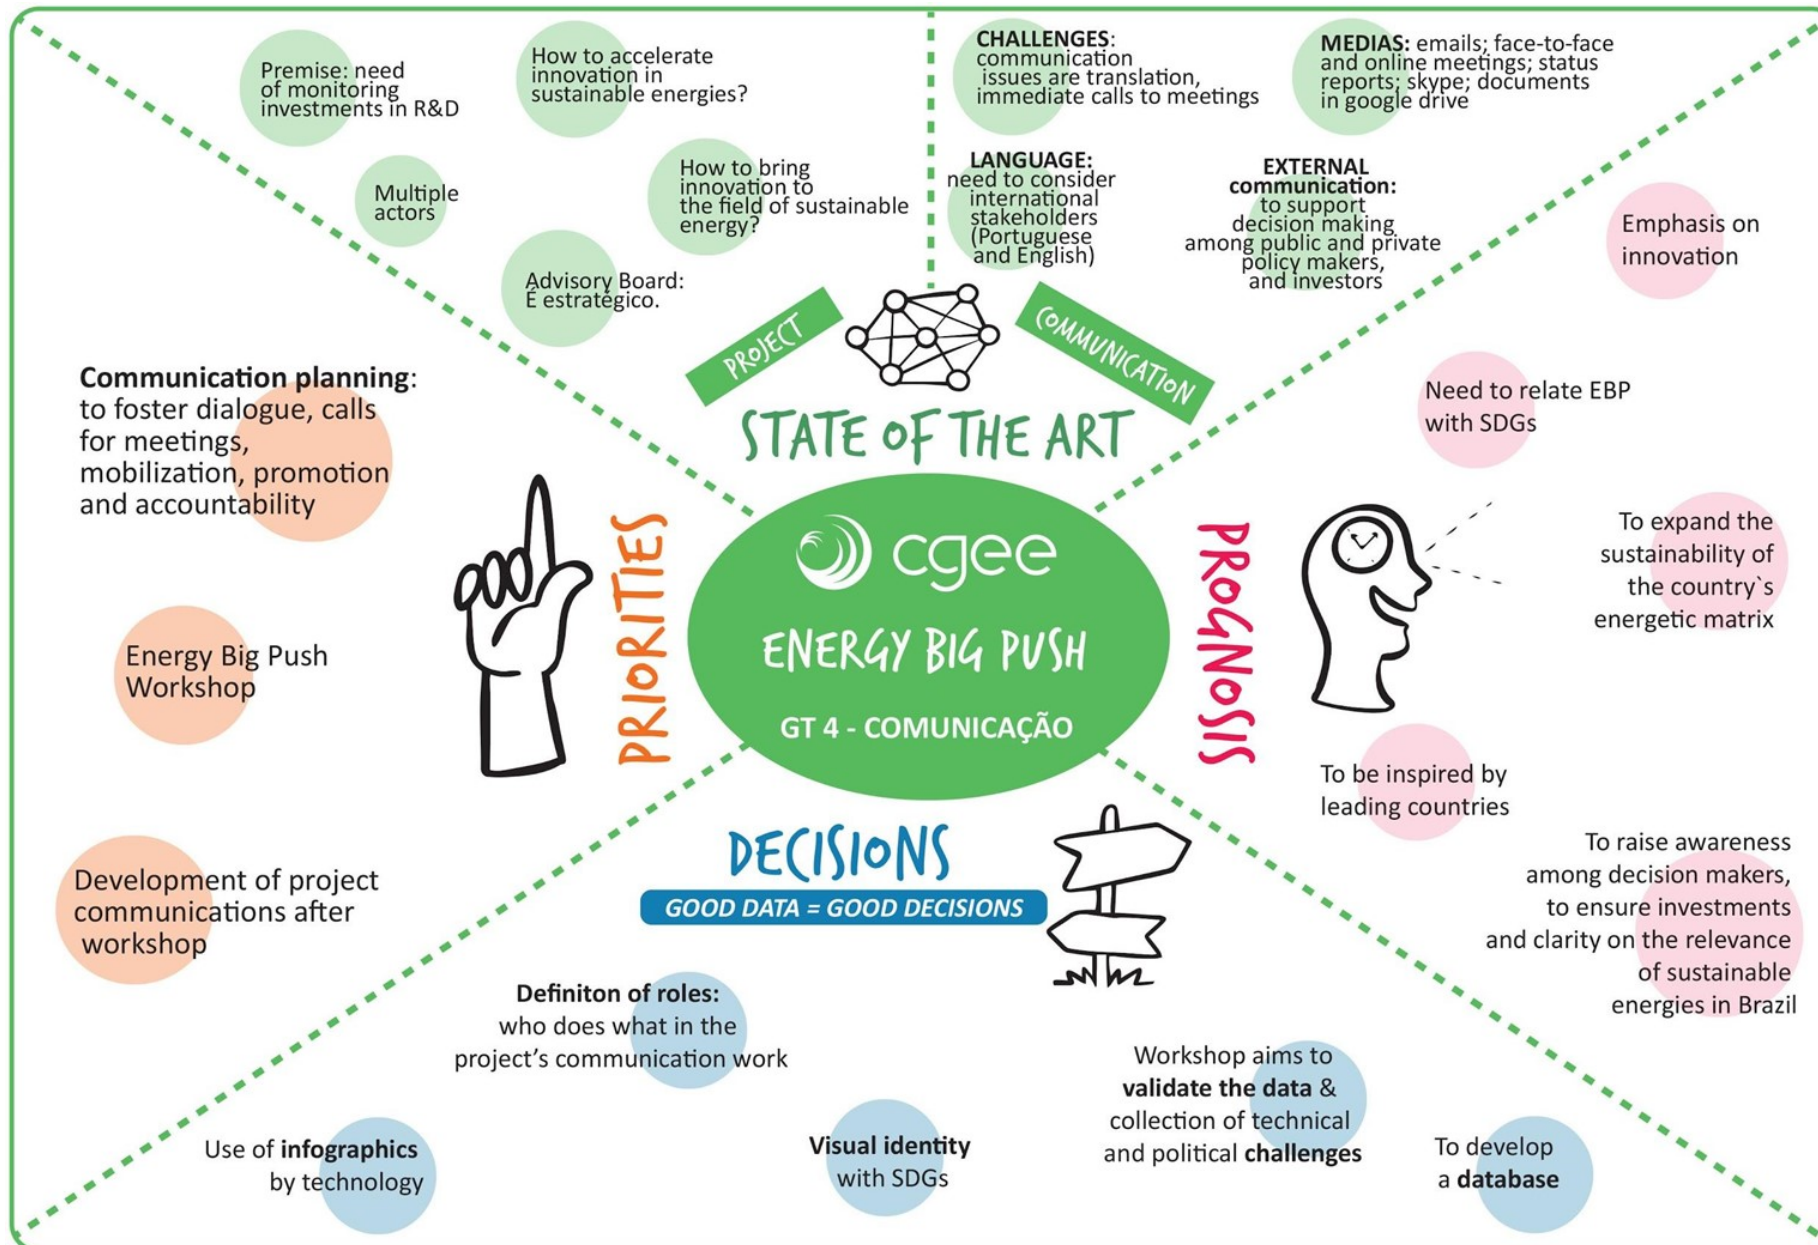 Premise: need
of monitoring
investments in R&D
How to accelerate
innovation in
sustainable energies?
Multiple
actors
How to bring
innovation to
the field of sustainable
energy?
Advisory Board:
É estratégico.
CHALLENGES:
communication
issues are translation,
immediate calls to meetings
MEDIAS: emails; face-to-face
and online meetings; status
reports; skype; documents
in google drive
LANGUAGE:
need to consider
international
stakeholders
(Portuguese
and English)
EXTERNAL
communication:
to support
decision making
among public and private
policy makers,
and investors
PROJECT
COMMUNICATION
STATE OF THE ART
Communication planning:
to foster dialogue, calls
for meetings,
mobilization, promotion
and accountability
Energy Big Push
Workshop
Development of project
communications after
workshop
PRIORITIES
cgee
ENERGY BIG PUSH
GT 4 - COMUNICAÇÃO
PROGNOSIS
Emphasis on
innovation
Need to relate EBP
with SDGs
To expand the
sustainability of
the country`s
energetic matrix
To be inspired by
leading countries
To raise awareness
among decision makers,
to ensure investments
and clarity on the relevance
of sustainable
energies in Brazil
DECISIONS
GOOD DATA = GOOD DECISIONS
Definiton of roles:
who does what in the
project’s communication work
Use of infographics
by technology
Visual identity
with SDGs
Workshop aims to
validate the data &
collection of technical
and political challenges
To develop
a database